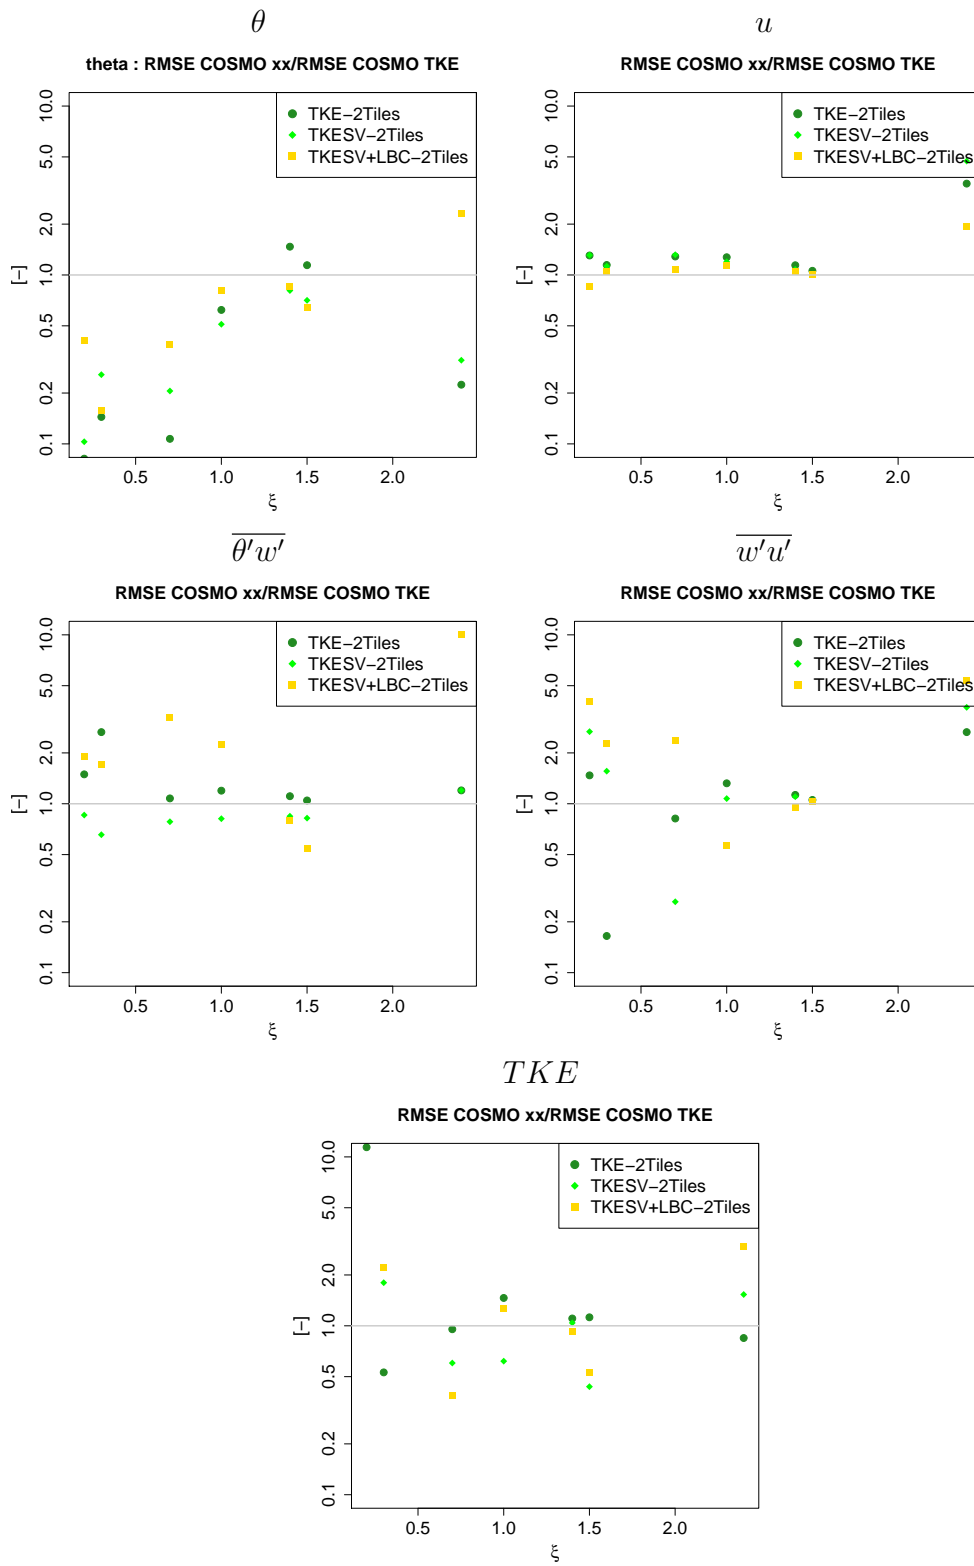 θ
theta : RMSE COSMO xx/RMSE COSMO TKE
10.0
5.0
2.0
1.0
0.5
0.2
0.1
[−]
TKE−2Tiles
TKESV−2Tiles
TKESV+LBC−2Tiles
0.5 1.0 1.5 2.0
ξ
u
RMSE COSMO xx/RMSE COSMO TKE
10.0
5.0
2.0
1.0
0.5
0.2
0.1
[−]
TKE−2Tiles
TKESV−2Tiles
TKESV+LBC−2Tiles
0.5 1.0 1.5 2.0
ξ
θ′w′
RMSE COSMO xx/RMSE COSMO TKE
10.0
5.0
2.0
1.0
0.5
0.2
0.1
[−]
TKE−2Tiles
TKESV−2Tiles
TKESV+LBC−2Tiles
0.5 1.0 1.5 2.0
ξ
w′u′
RMSE COSMO xx/RMSE COSMO TKE
10.0
5.0
2.0
1.0
0.5
0.2
0.1
[−]
TKE−2Tiles
TKESV−2Tiles
TKESV+LBC−2Tiles
0.5 1.0 1.5 2.0
ξ
TKE
RMSE COSMO xx/RMSE COSMO TKE
10.0
5.0
2.0
1.0
0.5
0.2
0.1
[−]
TKE−2Tiles
TKESV−2Tiles
TKESV+LBC−2Tiles
0.5 1.0 1.5 2.0
ξ